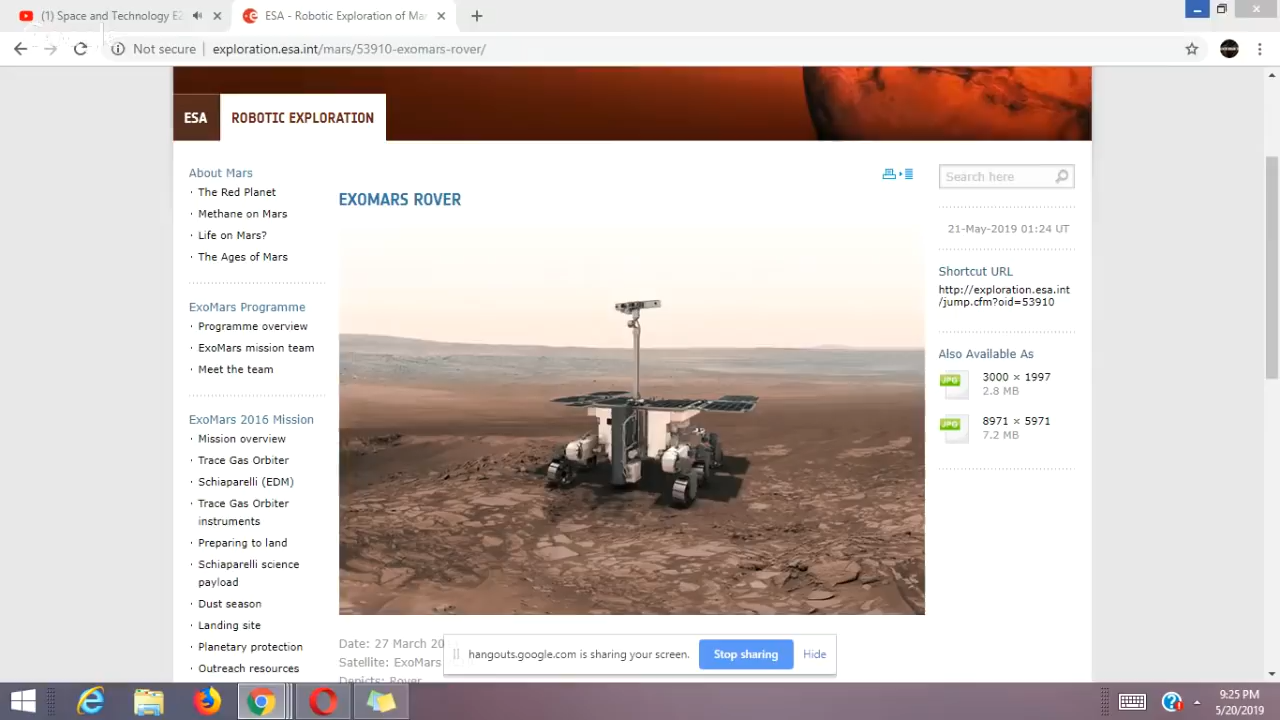 (1) Space and Technology E2
ESA - Robotic Exploration of Mar
Not secure
exploration.esa.int/mars/53910-exomars-rover/
ESA
ROBOTIC EXPLORATION
About Mars
· The Red Planet
· Methane on Mars
· Life on Mars?
· The Ages of Mars
ExoMars Programme
· Programme overview
· ExoMars mission team
· Meet the team
ExoMars 2016 Mission
· Mission overview
· Trace Gas Orbiter
· Schiaparelli (EDM)
· Trace Gas Orbiter
instruments
· Preparing to land
· Schiaparelli science
payload
· Dust season
· Landing site
· Planetary protection
· Outreach resources
EXOMARS ROVER
Date: 27 March 20
Satellite: ExoMars
Depicts: Rover
Search here
21-May-2019 01:24 UT
Shortcut URL
http://exploration.esa.int
/jump.cfm?oid=53910
Also Available As
JPG
3000 × 1997
2.8 MB
JPG
8971 × 5971
7.2 MB
hangouts.google.com is sharing your screen.
Stop sharing
Hide
9:25 PM
5/20/2019